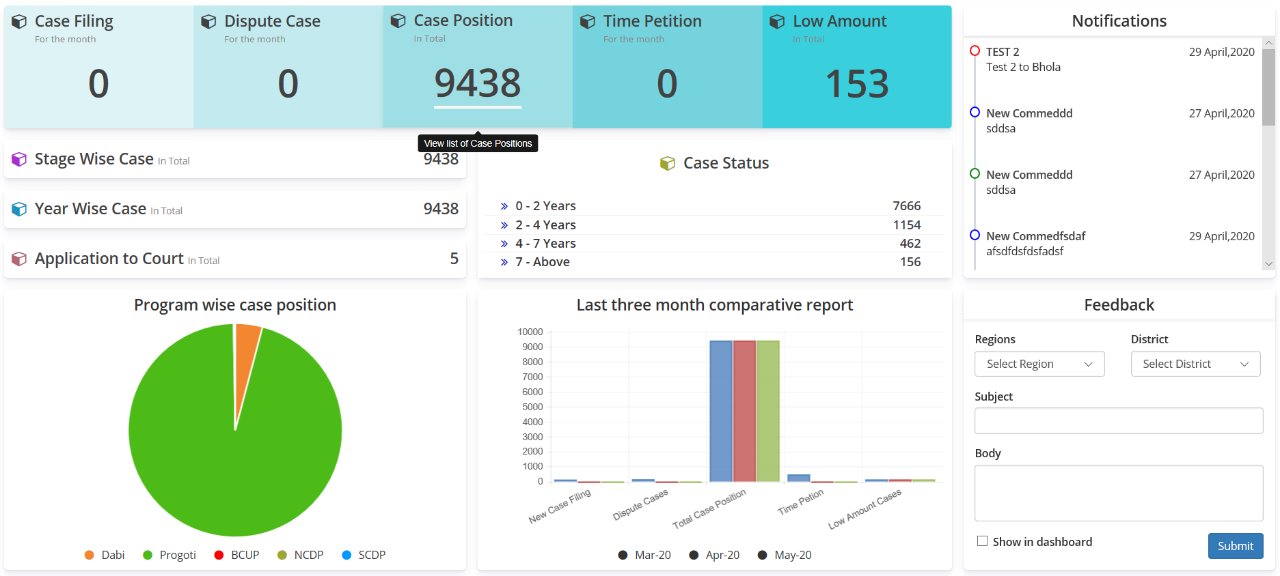 Case Filing
For the month
0
Dispute Case
For the month
0
Case Position
In Total
9438
View list of Case Positions
Time Petition
For the month
0
Low Amount
In Total
153
Stage Wise Case In Total 9438
Year Wise Case In Total 9438
Application to Court In Total 5
Case Status
0 - 2 Years 7666
2 - 4 Years 1154
4 - 7 Years 462
7 - Above 156
Notifications
TEST 2 29 April,2020
Test 2 to Bhola
New Commeddd 27 April,2020
sddsa
New Commeddd 27 April,2020
sddsa
New Commedfsdaf 29 April,2020
afsdfdsfdsfadsf
Program wise case position
Dabi Progoti BCUP NCDP SCDP
Last three month comparative report
10000
9000
8000
7000
6000
5000
4000
3000
2000
1000
0
New Case Filing
Dispute Cases
Total Case Position
Time Petion
Low Amount Cases
Mar-20 Apr-20 May-20
Feedback
Regions District
Select Region Select District
Subject
Body
Show in dashboard
Submit